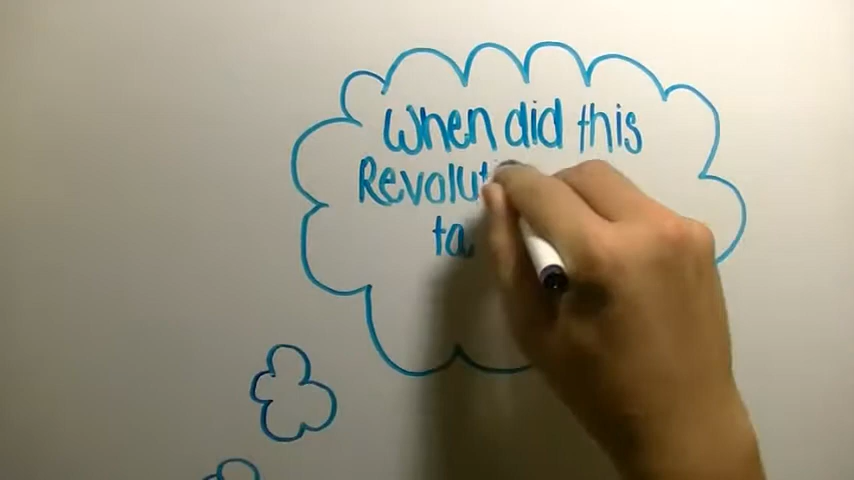 When did this
Revolut
ta